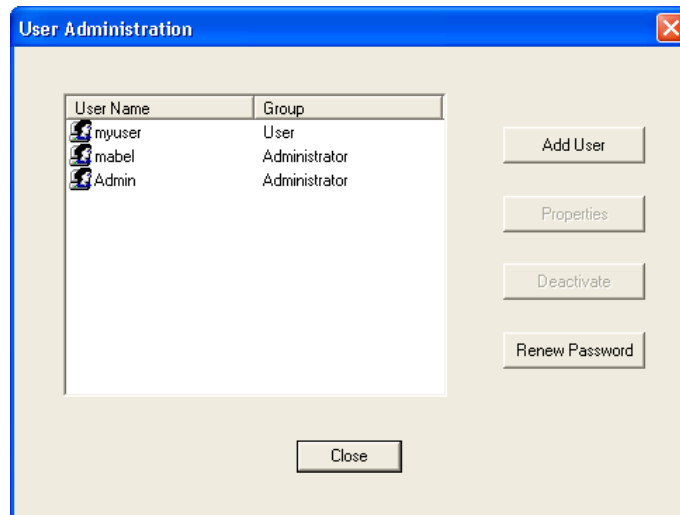 User Administration
User Name Group
myuser User
mabel Administrator
Admin Administrator
Add User
Properties
Deactivate
Renew Password
Close